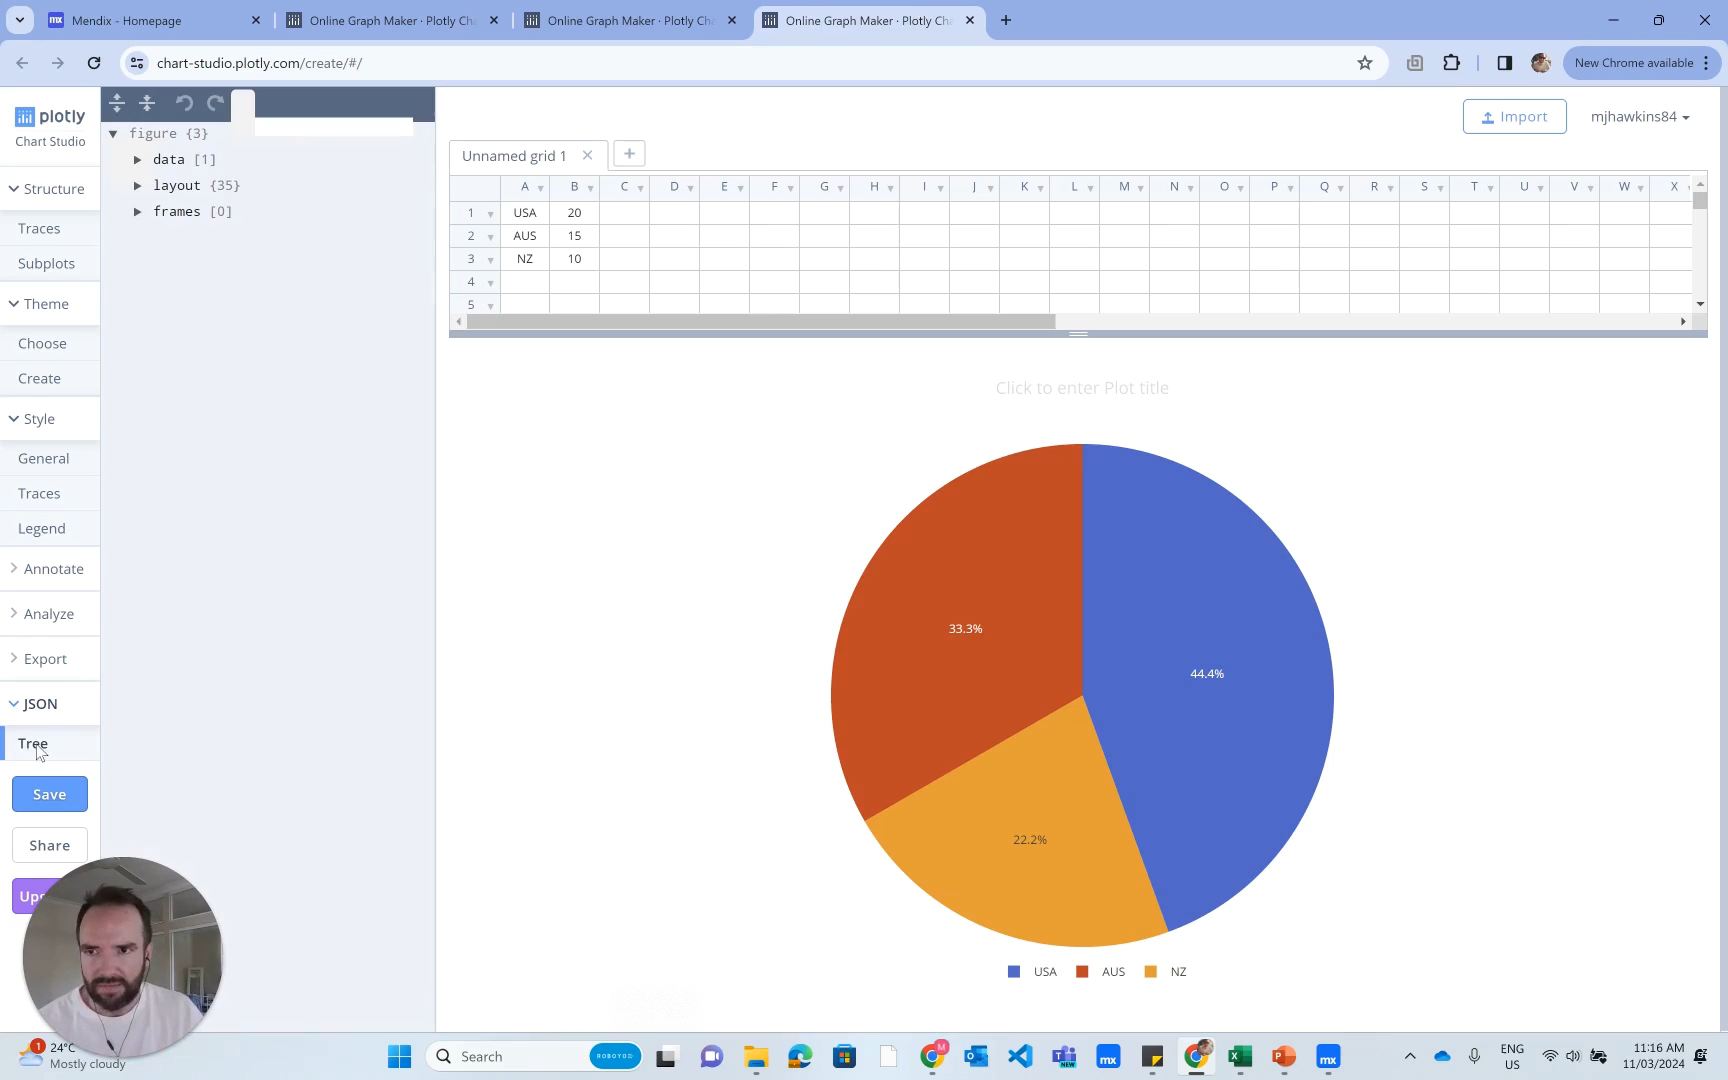 Mendix - Homepage
Online Graph Maker · Plotly Cha
Online Graph Maker · Plotly Cha
Online Graph Maker · Plotly Cha
chart-studio.plotly.com/create/#/
New Chrome available
plotly
Chart Studio
Structure
Traces
Subplots
Theme
Choose
Create
Style
General
Traces
Legend
Annotate
Analyze
Export
JSON
Tree
Save
Share
figure {3}
data [1]
layout {35}
frames [0]
Import
mjhawkins84
Unnamed grid 1
A B C D E F G H I J K L M N O P Q R S T U V W X
1 USA 20
2 AUS 15
3 NZ 10
4
5
Click to enter Plot title
33.3%
44.4%
22.2%
USA AUS NZ
24°C
Mostly cloudy
Search
ENG
US
11:16 AM
11/03/2024